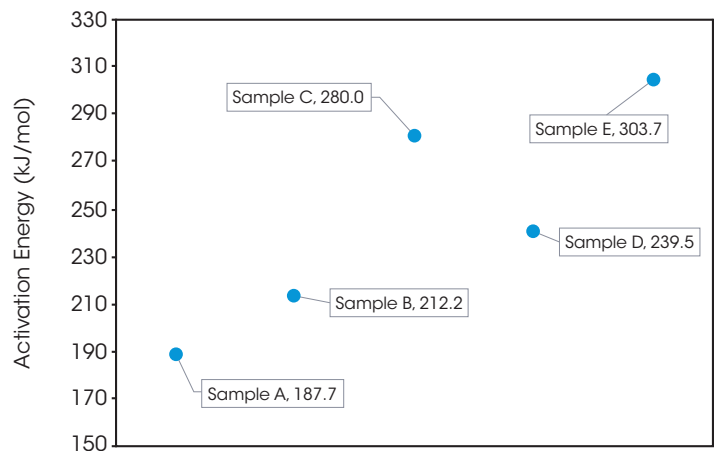 Activation Energy (kJ/mol)
330
310
290
270
250
230
210
190
170
150
Sample C, 280.0
Sample E, 303.7
Sample D, 239.5
Sample B, 212.2
Sample A, 187.7